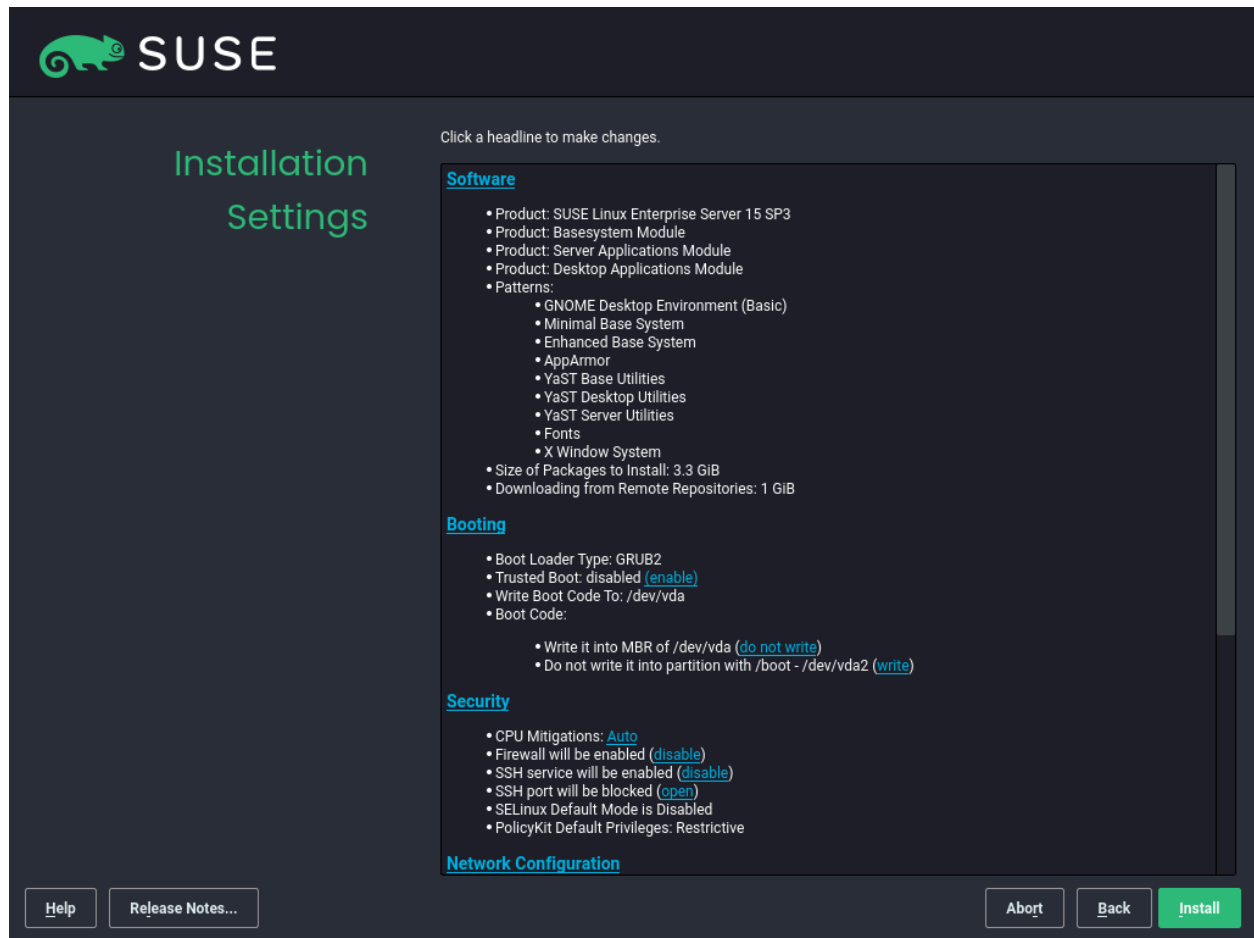 SUSE
Installation
Settings
Click a headline to make changes.
Software
• Product: SUSE Linux Enterprise Server 15 SP3
• Product: Basesystem Module
• Product: Server Applications Module
• Product: Desktop Applications Module
• Patterns:
• GNOME Desktop Environment (Basic)
• Minimal Base System
• Enhanced Base System
• AppArmor
• YaST Base Utilities
• YaST Desktop Utilities
• YaST Server Utilities
• Fonts
• X Window System
• Size of Packages to Install: 3.3 GiB
• Downloading from Remote Repositories: 1 GiB
Booting
• Boot Loader Type: GRUB2
• Trusted Boot: disabled (enable)
• Write Boot Code To: /dev/vda
• Boot Code:
• Write it into MBR of /dev/vda (do not write)
• Do not write it into partition with /boot - /dev/vda2 (write)
Security
• CPU Mitigations: Auto
• Firewall will be enabled (disable)
• SSH service will be enabled (disable)
• SSH port will be blocked (open)
• SELinux Default Mode is Disabled
• PolicyKit Default Privileges: Restrictive
Network Configuration
Help Release Notes... Abort Back Install